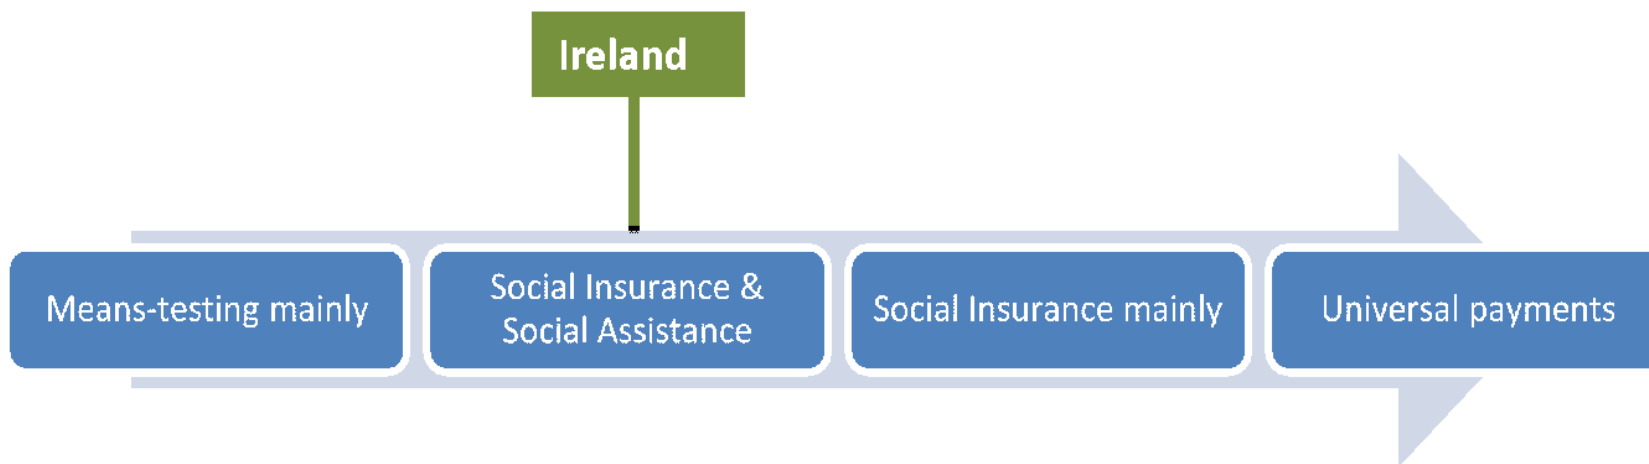 Ireland
Means-testing mainly
Social Insurance &
Social Assistance
Social Insurance mainly
Universal payments